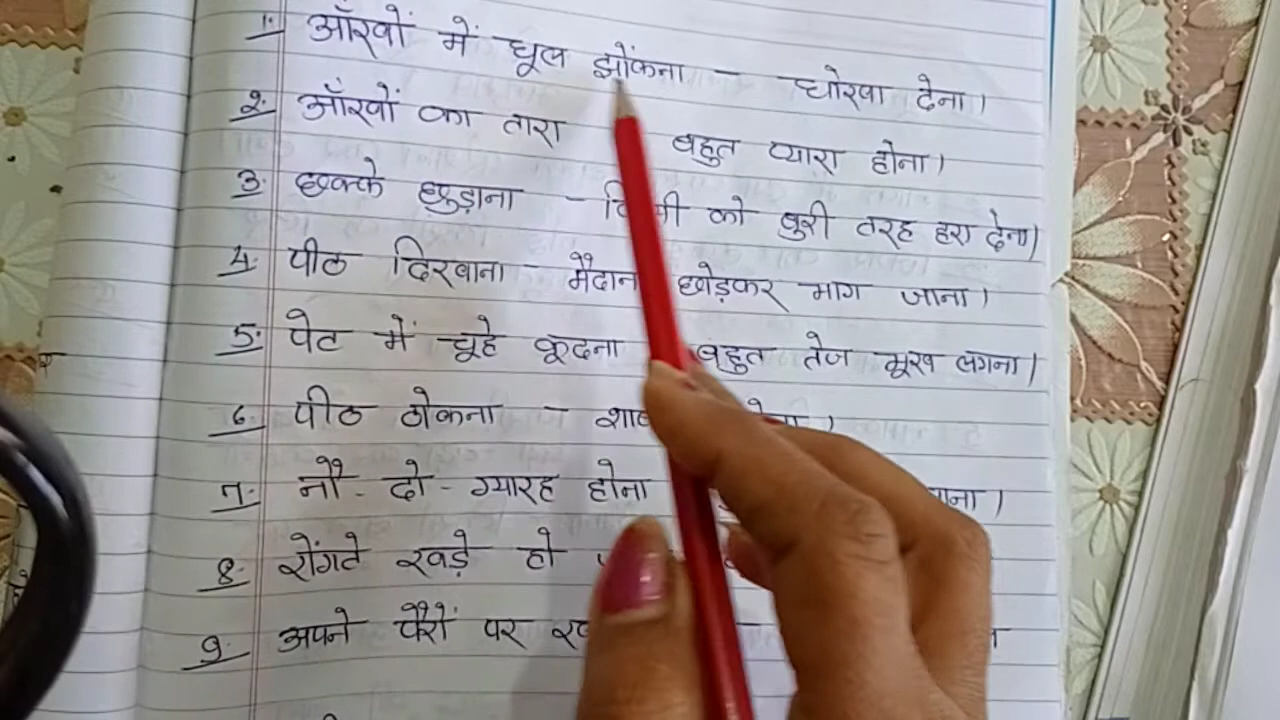 1. आँखों में धूल झोंकना - धोखा देना।
2. आँखों का तारा बहुत प्यारा होना।
3. छक्के छुड़ाना - को बुरी तरह हरा देना।
4. पीठ दिखाना मैदान छोड़कर भाग जाना।
5. पेट में चूहे कूदना बहुत तेज भूख लगना।
6. पीठ ठोकना -
7. नौ - दो - ग्यारह होना
8. रोंगटे खड़े हो
9. अपने पैरों पर